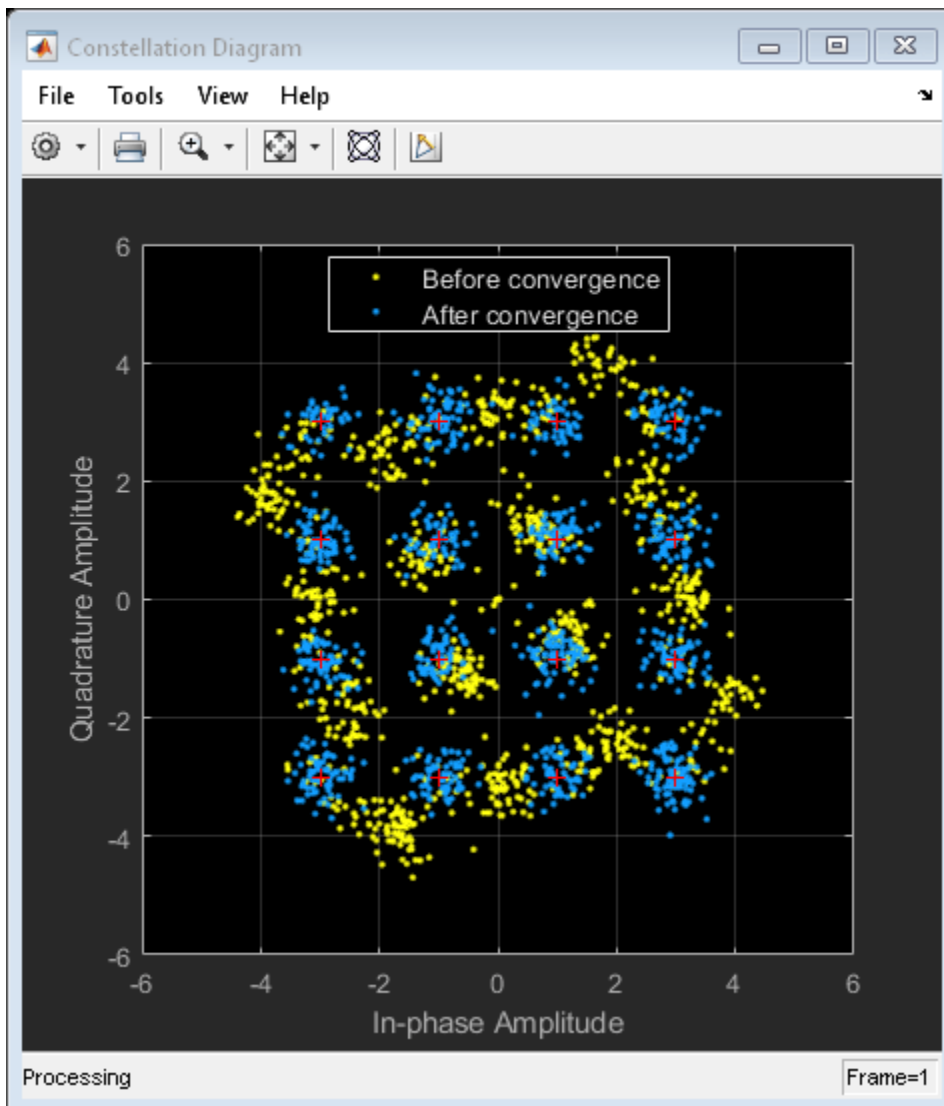 Constellation Diagram
File Tools View Help
6
Before convergence
After convergence
4
2
0
-2
-4
-6
Quadrature Amplitude
-6 -4 -2 0 2 4 6
In-phase Amplitude
Processing Frame=1